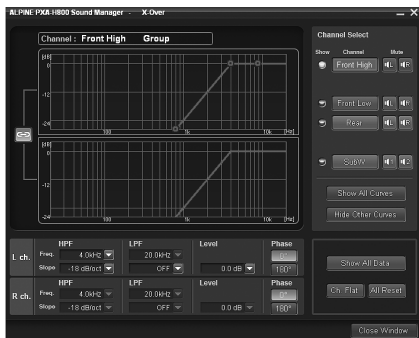 ALPINE PXA-H800 Sound Manager - X-Over
Channel : Front High Group
[dB]
0
-12
-24
100 1k 10k [Hz]
[dB]
0
-12
-24
100 1k 10k [Hz]
Channel Select
Show Channel Mute
Front High L R
Front Low L R
Rear L R
SubW 1 2
Show All Curves
Hide Other Curves
HPF LPF Level Phase
L ch. Freq. 4.0kHz 20.0kHz 0°
Slope -18 dB/oct OFF 0.0 dB 180°
HPF LPF Level Phase
R ch. Freq. 4.0kHz 20.0kHz 0°
Slope -18 dB/oct OFF 0.0 dB 180°
Show All Data
Ch. Flat All Reset
Close Window